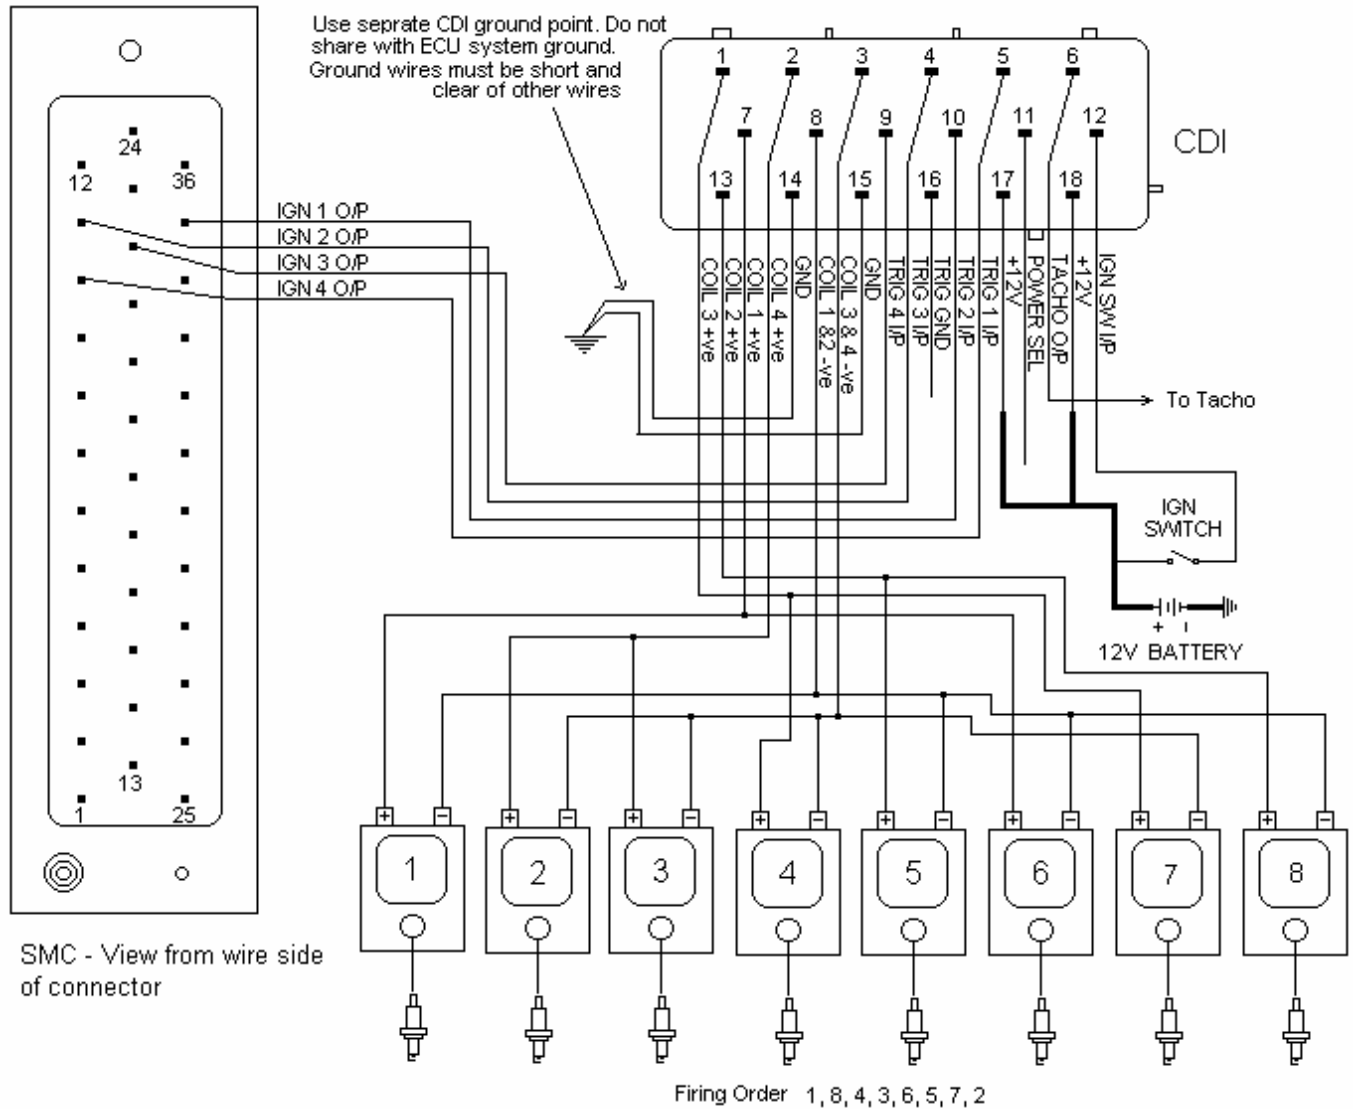 Use seprate CDI ground point. Do not
share with ECU system ground.
Ground wires must be short and
clear of other wires
1 2 3 4 5 6
7 8 9 10 11 12
13 14 15 16 17 18
CDI
24
12 36
13
1 25
IGN 1 O/P
IGN 2 O/P
IGN 3 O/P
IGN 4 O/P
COIL 3 +ve
COIL 2 +ve
COIL 1 +ve
COIL 4 +ve
GND
COIL 1 &2 -ve
COIL 3 & 4 -ve
GND
TRIG 4 I/P
TRIG 3 I/P
TRIG GND
TRIG 2 I/P
TRIG 1 I/P
+12V
POWER SEL
TACHO O/P
+12V
IGN SW I/P
To Tacho
IGN
SWITCH
+ -
12V BATTERY
+ - + - + - + - + - + - + - + -
1 2 3 4 5 6 7 8
SMC - View from wire side
of connector
Firing Order 1, 8, 4, 3, 6, 5, 7, 2